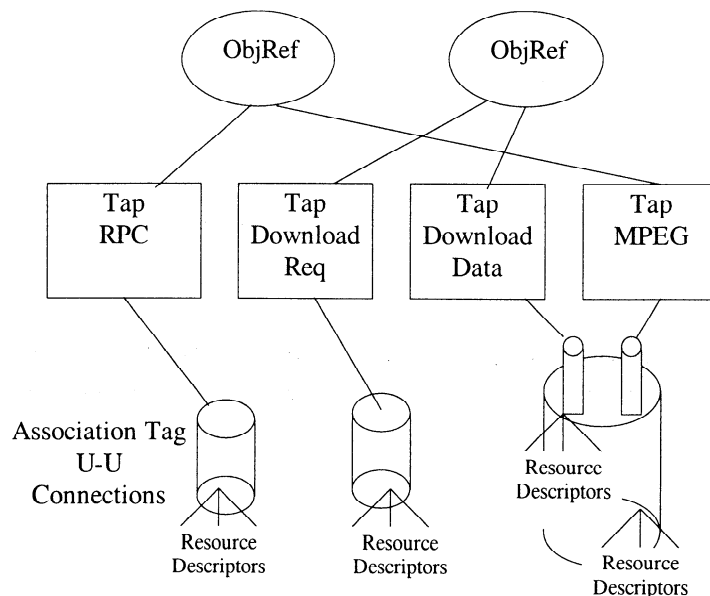 ObjRef
ObjRef
Tap
RPC
Tap
Download
Req
Tap
Download
Data
Tap
MPEG
Association Tag
U-U
Connections
Resource
Descriptors
Resource
Descriptors
Resource
Descriptors
Resource
Descriptors